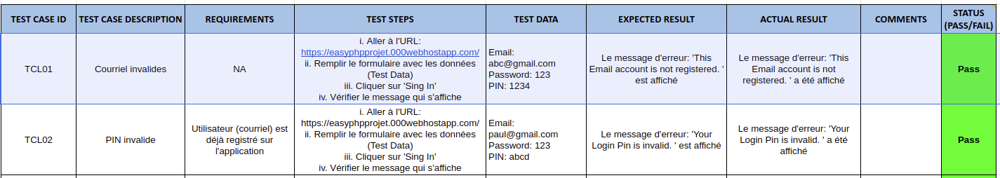 TEST CASE ID
TEST CASE DESCRIPTION
REQUIREMENTS
TEST STEPS
TEST DATA
EXPECTED RESULT
ACTUAL RESULT
COMMENTS
STATUS
(PASS/FAIL)
TCL01
Courriel invalides
NA
i. Aller à l'URL:
https://easyphpprojet.000webhostapp.com/
ii. Remplir le formulaire avec les données
(Test Data)
iii. Cliquer sur 'Sing In'
iv. Vérifier le message qui s'affiche
Email:
abc@gmail.com
Password: 123
PIN: 1234
Le message d'erreur: 'This
Email account is not registered. '
est affiché
Le message d'erreur: 'This
Email account is not
registered. ' a été affiché
Pass
TCL02
PIN invalide
Utilisateur (courriel) est
déjà registré sur
l'application
i. Aller à l'URL:
https://easyphpprojet.000webhostapp.com/
ii. Remplir le formulaire avec les données
(Test Data)
iii. Cliquer sur 'Sing In'
iv. Vérifier le message qui s'affiche
Email:
paul@gmail.com
Password: 123
PIN: abcd
Le message d'erreur: 'Your
Login Pin is invalid. ' est affiché
Le message d'erreur: 'Your
Login Pin is invalid. ' a été
affiché
Pass